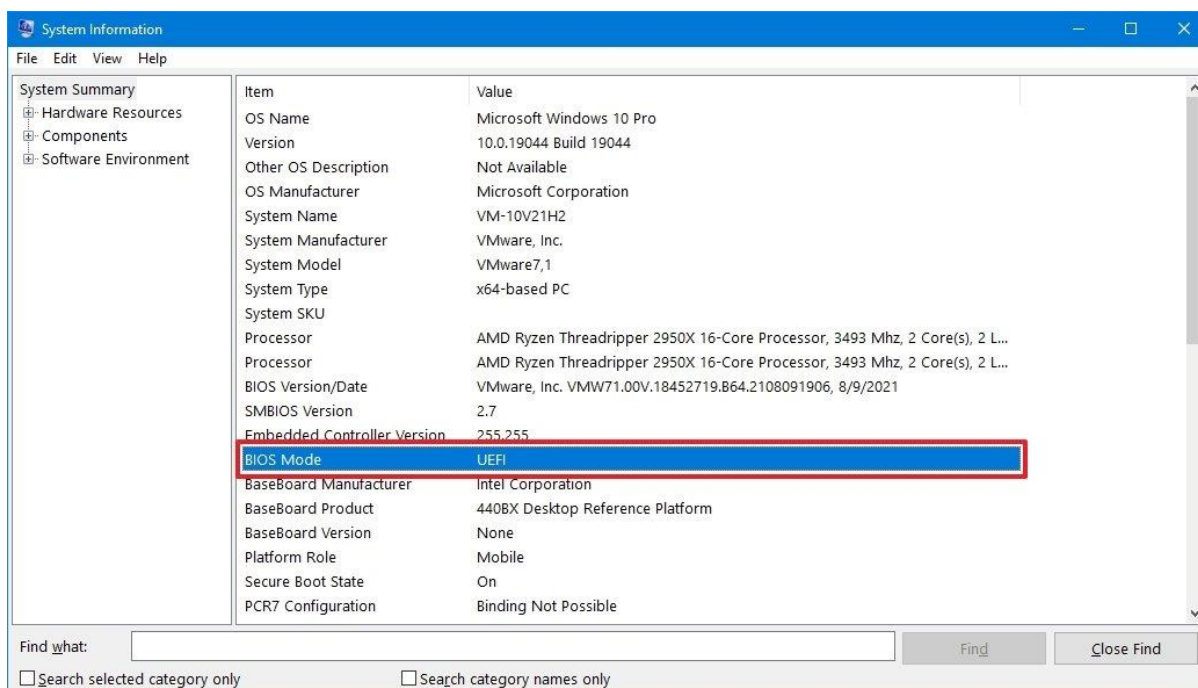 System Information
File Edit View Help
System Summary
Hardware Resources
Components
Software Environment
Item Value
OS Name Microsoft Windows 10 Pro
Version 10.0.19044 Build 19044
Other OS Description Not Available
OS Manufacturer Microsoft Corporation
System Name VM-10V21H2
System Manufacturer VMware, Inc.
System Model VMware7,1
System Type x64-based PC
System SKU
Processor AMD Ryzen Threadripper 2950X 16-Core Processor, 3493 Mhz, 2 Core(s), 2 L...
Processor AMD Ryzen Threadripper 2950X 16-Core Processor, 3493 Mhz, 2 Core(s), 2 L...
BIOS Version/Date VMware, Inc. VMW71.00V.18452719.B64.2108091906, 8/9/2021
SMBIOS Version 2.7
Embedded Controller Version 255.255
BIOS Mode UEFI
BaseBoard Manufacturer Intel Corporation
BaseBoard Product 440BX Desktop Reference Platform
BaseBoard Version None
Platform Role Mobile
Secure Boot State On
PCR7 Configuration Binding Not Possible
Find what: Find Close Find
Search selected category only Search category names only